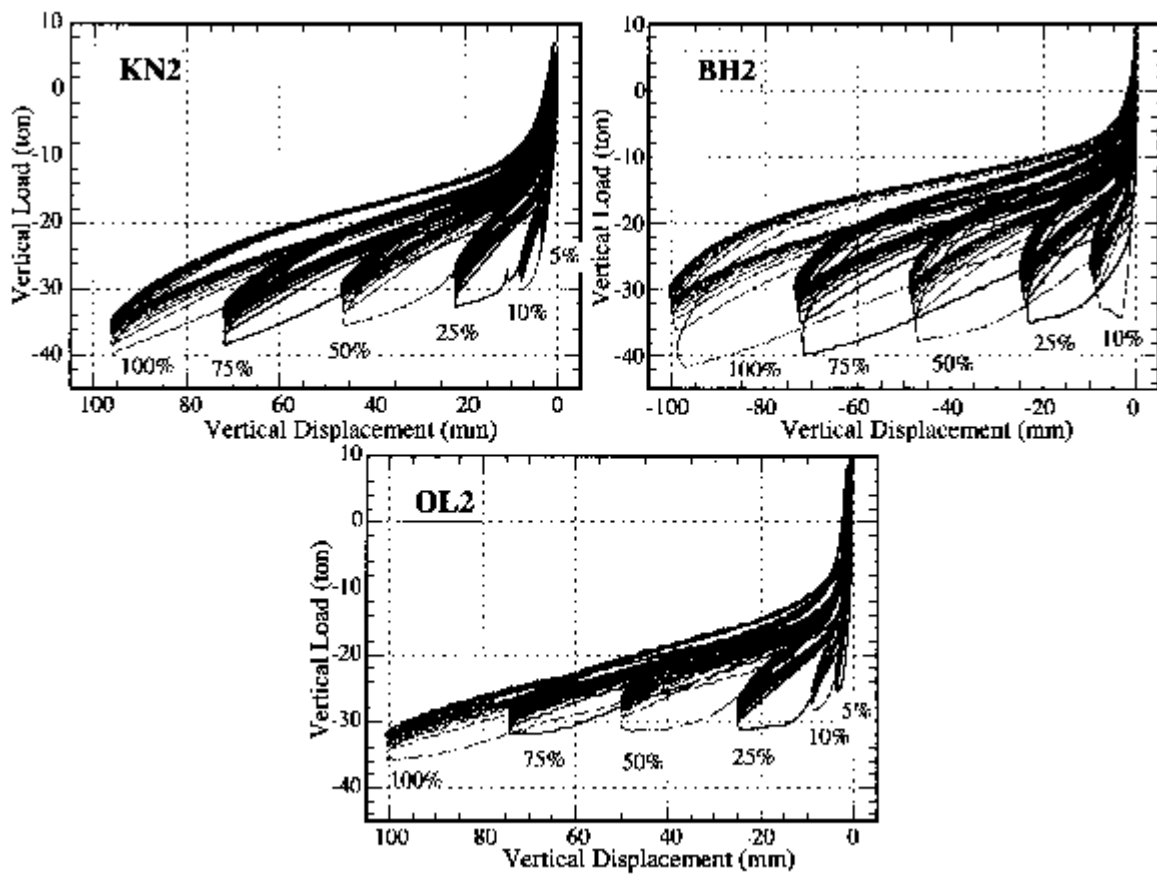 KN2
Vertical Load (ton)
10
0
-10
-20
-30
-40
5%
10%
25%
50%
75%
100%
100 80 60 40 20 0
Vertical Displacement (mm)
BH2
Vertical Load (ton)
10
0
-10
-20
-30
-40
10%
25%
50%
75%
100%
-100 -80 -60 -40 -20 0
Vertical Displacement (mm)
OL2
Vertical Load (ton)
10
0
-10
-20
-30
-40
5%
10%
25%
50%
75%
100%
100 80 60 40 -20 0
Vertical Displacement (mm)